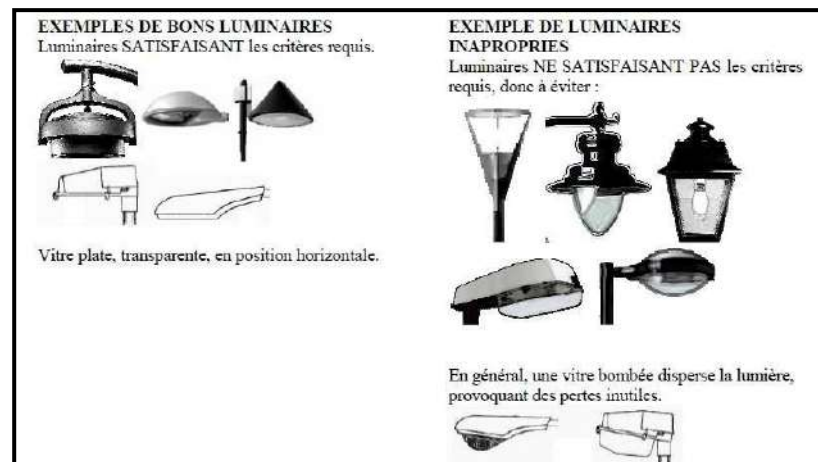 EXEMPLES DE BONS LUMINAIRES
Luminaires SATISFAISANT les critères requis.
Vitre plate, transparente, en position horizontale.
EXEMPLE DE LUMINAIRES
INAPROPRIES
Luminaires NE SATISFAISANT PAS les critères
requis, donc à éviter :
En général, une vitre bombée disperse la lumière,
provoquant des pertes inutiles.